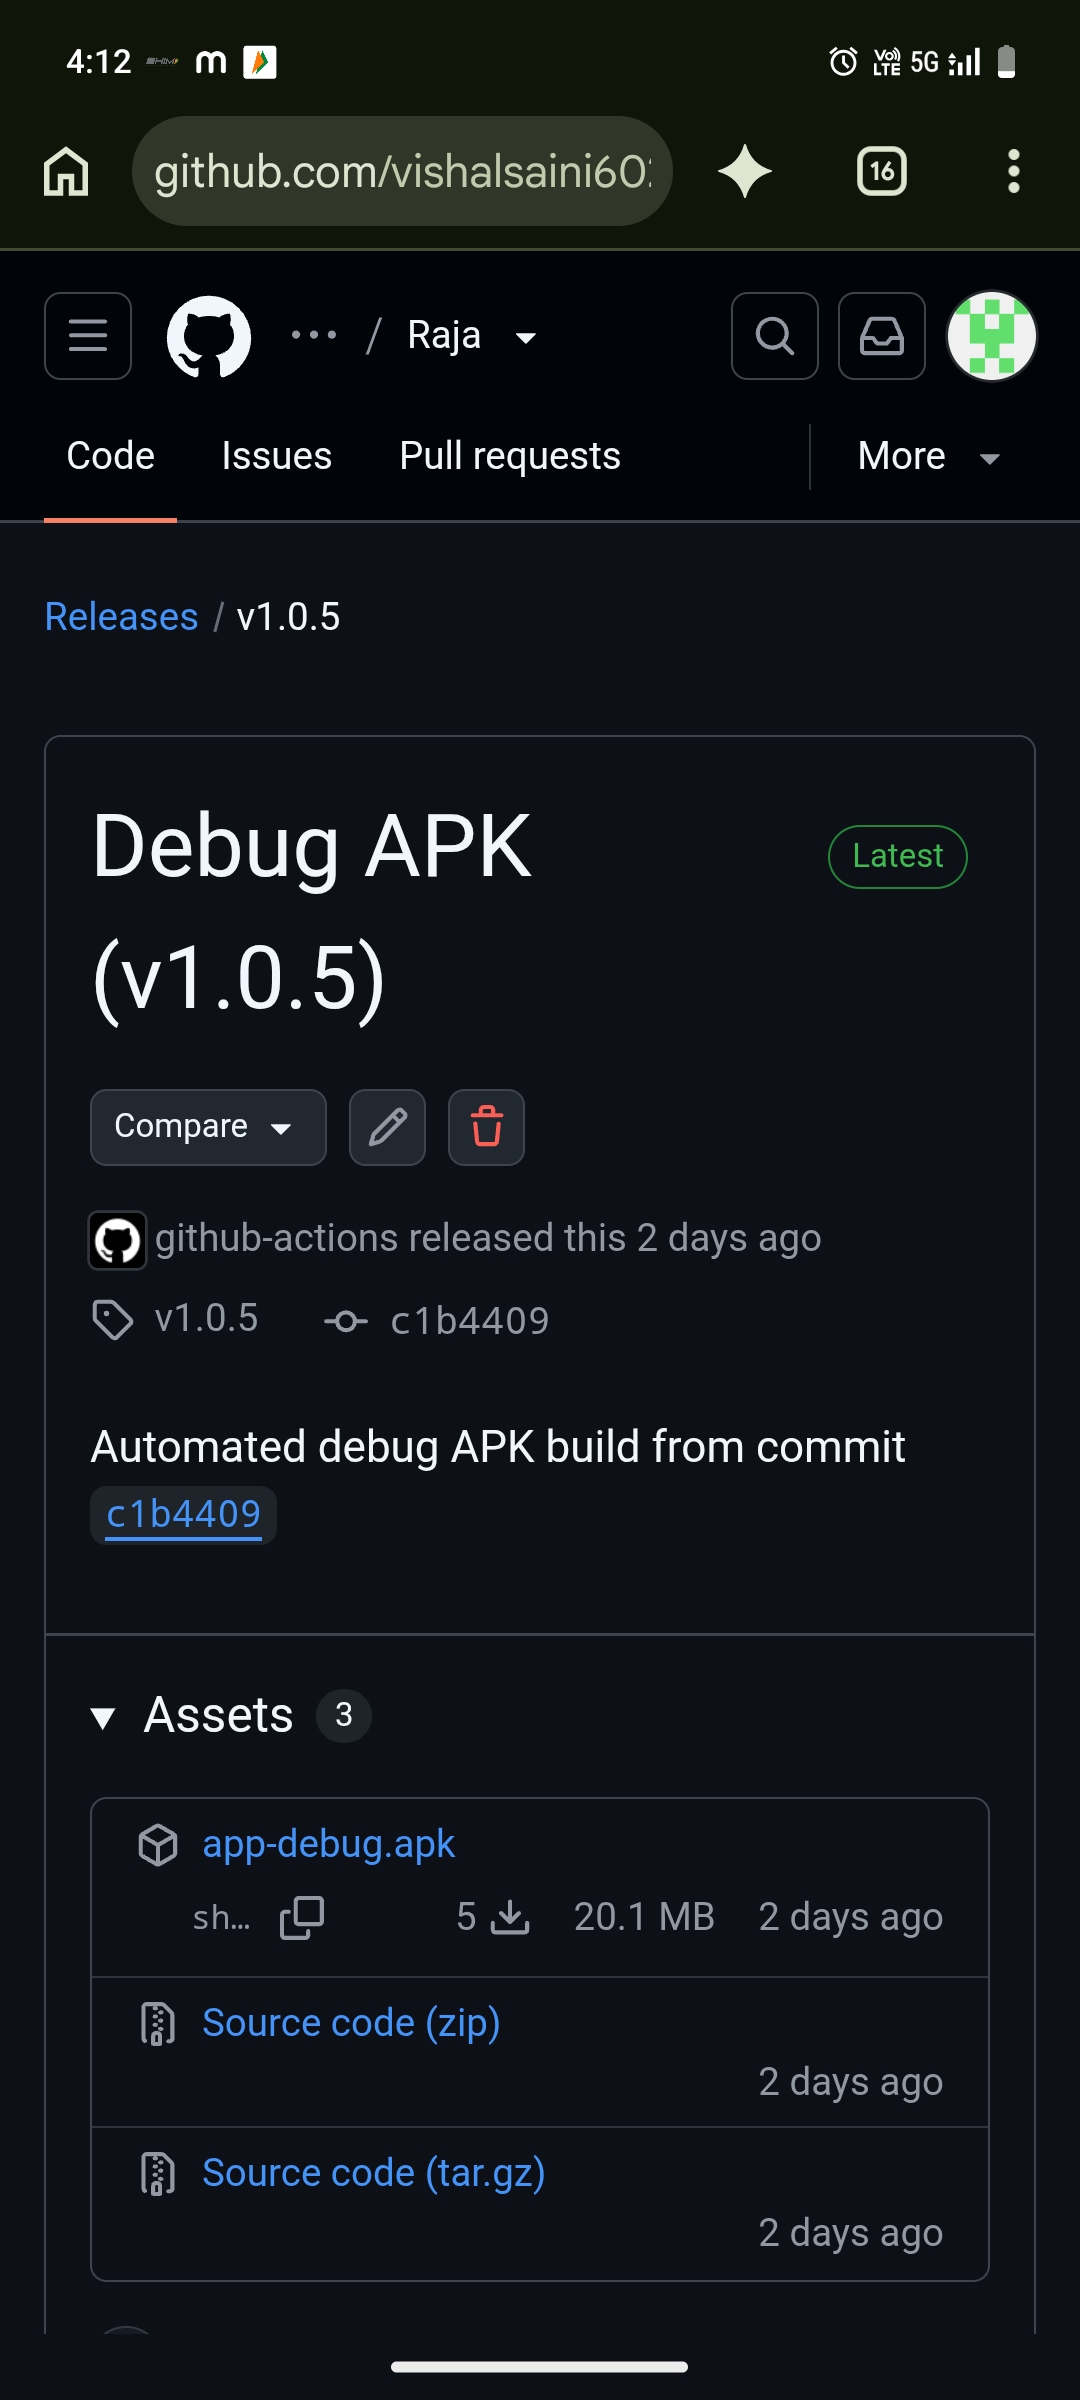 4:12
m
VoLTE 5G
github.com/vishalsaini60
16
... / Raja
Code Issues Pull requests More
Releases / v1.0.5
Debug APK
(v1.0.5)
Latest
Compare
github-actions released this 2 days ago
v1.0.5 c1b4409
Automated debug APK build from commit
c1b4409
Assets 3
app-debug.apk
sh... 5 20.1 MB 2 days ago
Source code (zip)
2 days ago
Source code (tar.gz)
2 days ago